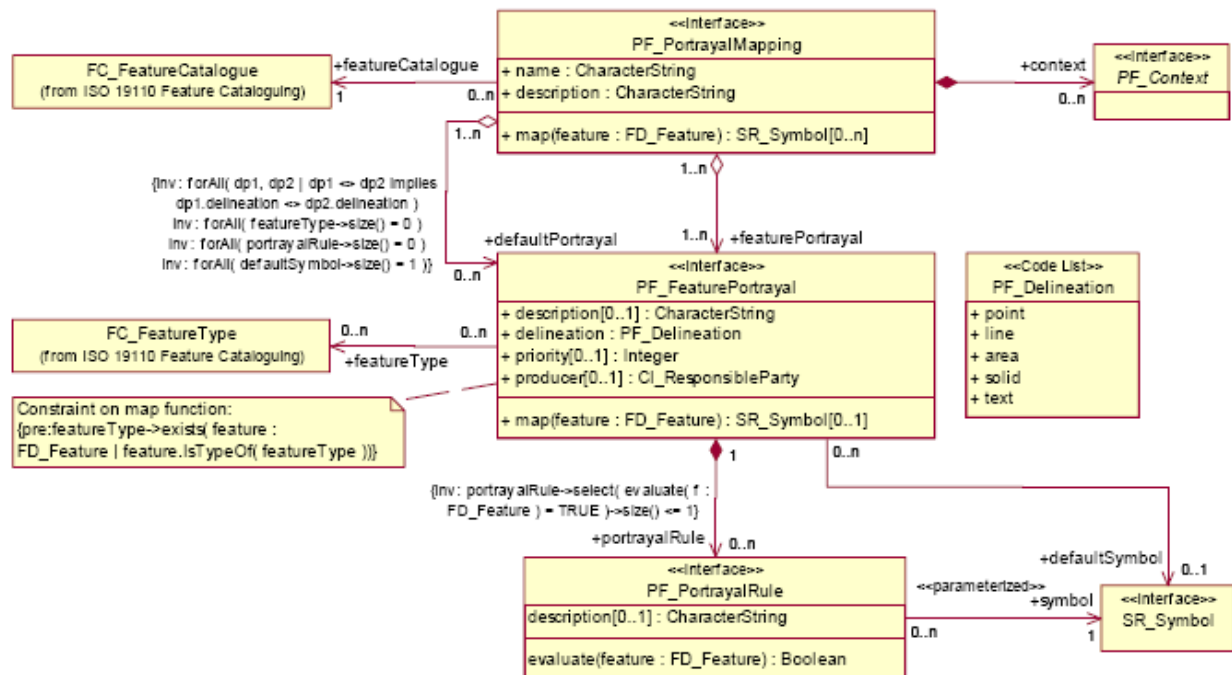 <<Interface>>
PF_PortrayalMapping
+ name : CharacterString
+ description : CharacterString
+ map(feature : FD_Feature) : SR_Symbol[0..n]
FC_FeatureCatalogue
(from ISO 19110 Feature Cataloguing)
+featureCatalogue
1
0..n
+context
0..n
<<Interface>>
PF_Context
1..n
1..n
{Inv : forAll( dp1, dp2 | dp1 <> dp2 implies
dp1.delineation <> dp2.delineation )
Inv : forAll( featureType->size() = 0 )
Inv : forAll( portrayalRule->size() = 0 )
Inv : forAll( defaultSymbol->size() = 1 )}
+defaultPortrayal
0..n
1..n
+featurePortrayal
<<Interface>>
PF_FeaturePortrayal
+ description[0..1] : CharacterString
+ delineation : PF_Delineation
+ priority[0..1] : Integer
+ producer[0..1] : CI_ResponsibleParty
+ map(feature : FD_Feature) : SR_Symbol[0..1]
<<Code List>>
PF_Delineation
+ point
+ line
+ area
+ solid
+ text
FC_FeatureType
(from ISO 19110 Feature Cataloguing)
0..n
0..n
+featureType
Constraint on map function:
{pre:featureType->exists( feature :
FD_Feature | feature.IsTypeOf( featureType ))}
1
0..n
{Inv: portrayalRule->select( evaluate( f :
FD_Feature ) = TRUE )->size() <= 1}
+portrayalRule
0..n
<<Interface>>
PF_PortrayalRule
description[0..1] : CharacterString
evaluate(feature : FD_Feature) : Boolean
+defaultSymbol
0..1
<<parameterized>>
+symbol
0..n
1
<<Interface>>
SR_Symbol